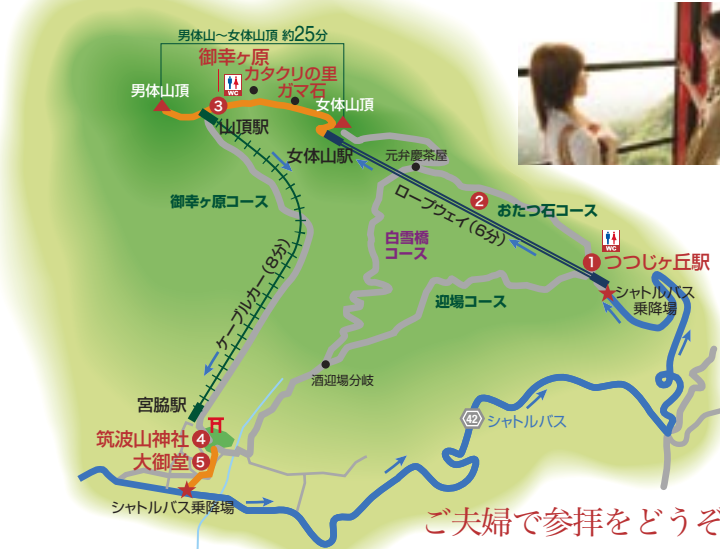 男体山～女体山頂 約25分
御幸ヶ原
WC
カタクリの里
ガマ石
男体山頂
女体山頂
3
山頂駅
女体山駅
元弁慶茶屋
御幸ヶ原コース
ロープウェイ(6分)
2
おたつ石コース
白雪橋
コース
WC
1 つつじヶ丘駅
シャトルバス
乗降場
迎場コース
ケーブルカー(8分)
酒迎場分岐
宮脇駅
42 シャトルバス
筑波山神社 4
大御堂 5
シャトルバス乗降場
ご夫婦で参拝をどうぞ